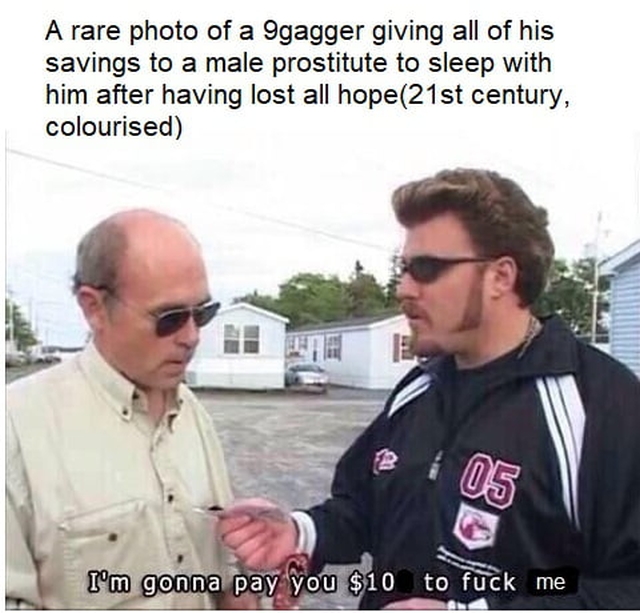 A rare photo of a 9gagger giving all of his
savings to a male prostitute to sleep with
him after having lost all hope(21st century,
colourised)
05
I'm gonna pay you $10 to fuck me